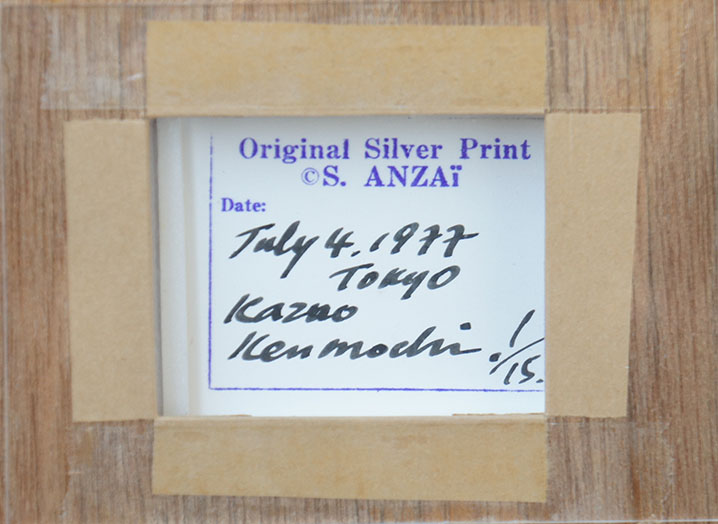 Original Silver Print
©S. ANZAï
Date:
July 4. 1977
Tokyo
Kazuo
Kenmochi 1/15.